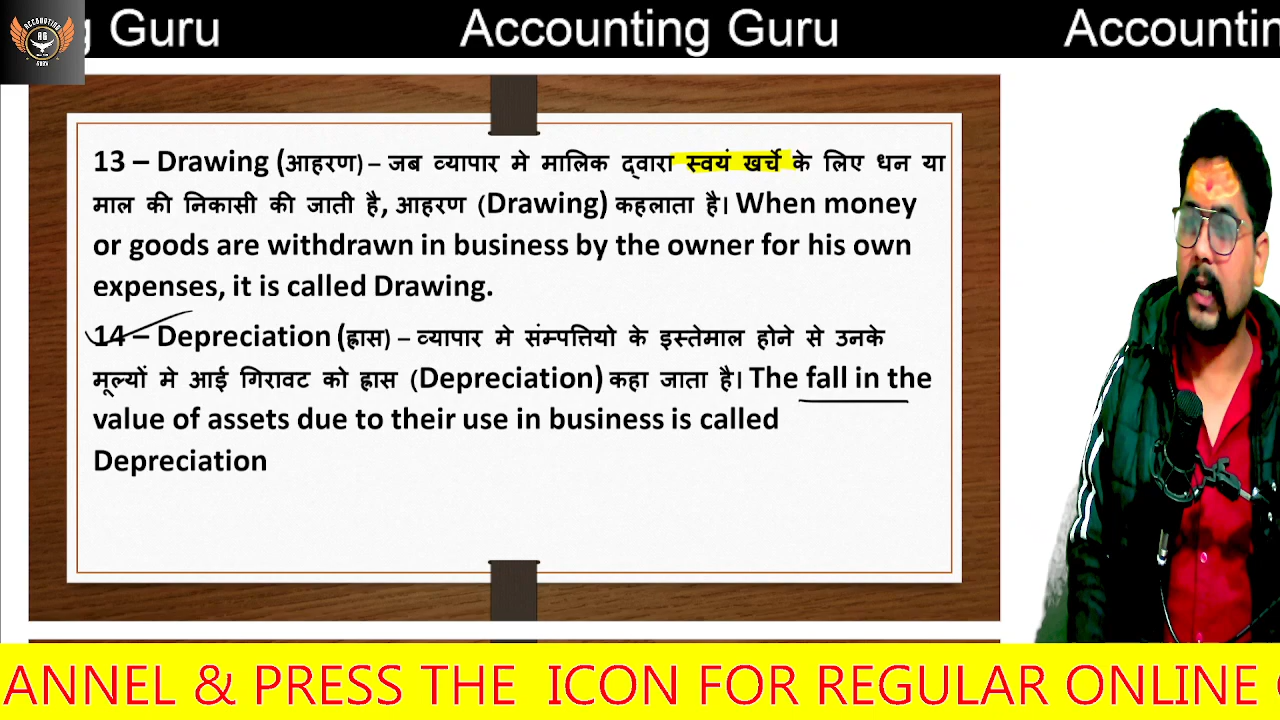 g Guru Accounting Guru Accountin
ACCOUNTING
AG
GURU
13 – Drawing (आहरण) – जब व्यापार मे मालिक द्वारा स्वयं खर्चे के लिए धन या
माल की निकासी की जाती है, आहरण (Drawing) कहलाता है। When money
or goods are withdrawn in business by the owner for his own
expenses, it is called Drawing.
14 – Depreciation (ह्रास) – व्यापार मे संम्पत्तियो के इस्तेमाल होने से उनके
मूल्यों मे आई गिरावट को ह्रास (Depreciation) कहा जाता है। The fall in the
value of assets due to their use in business is called
Depreciation
ANNEL & PRESS THE ICON FOR REGULAR ONLINE